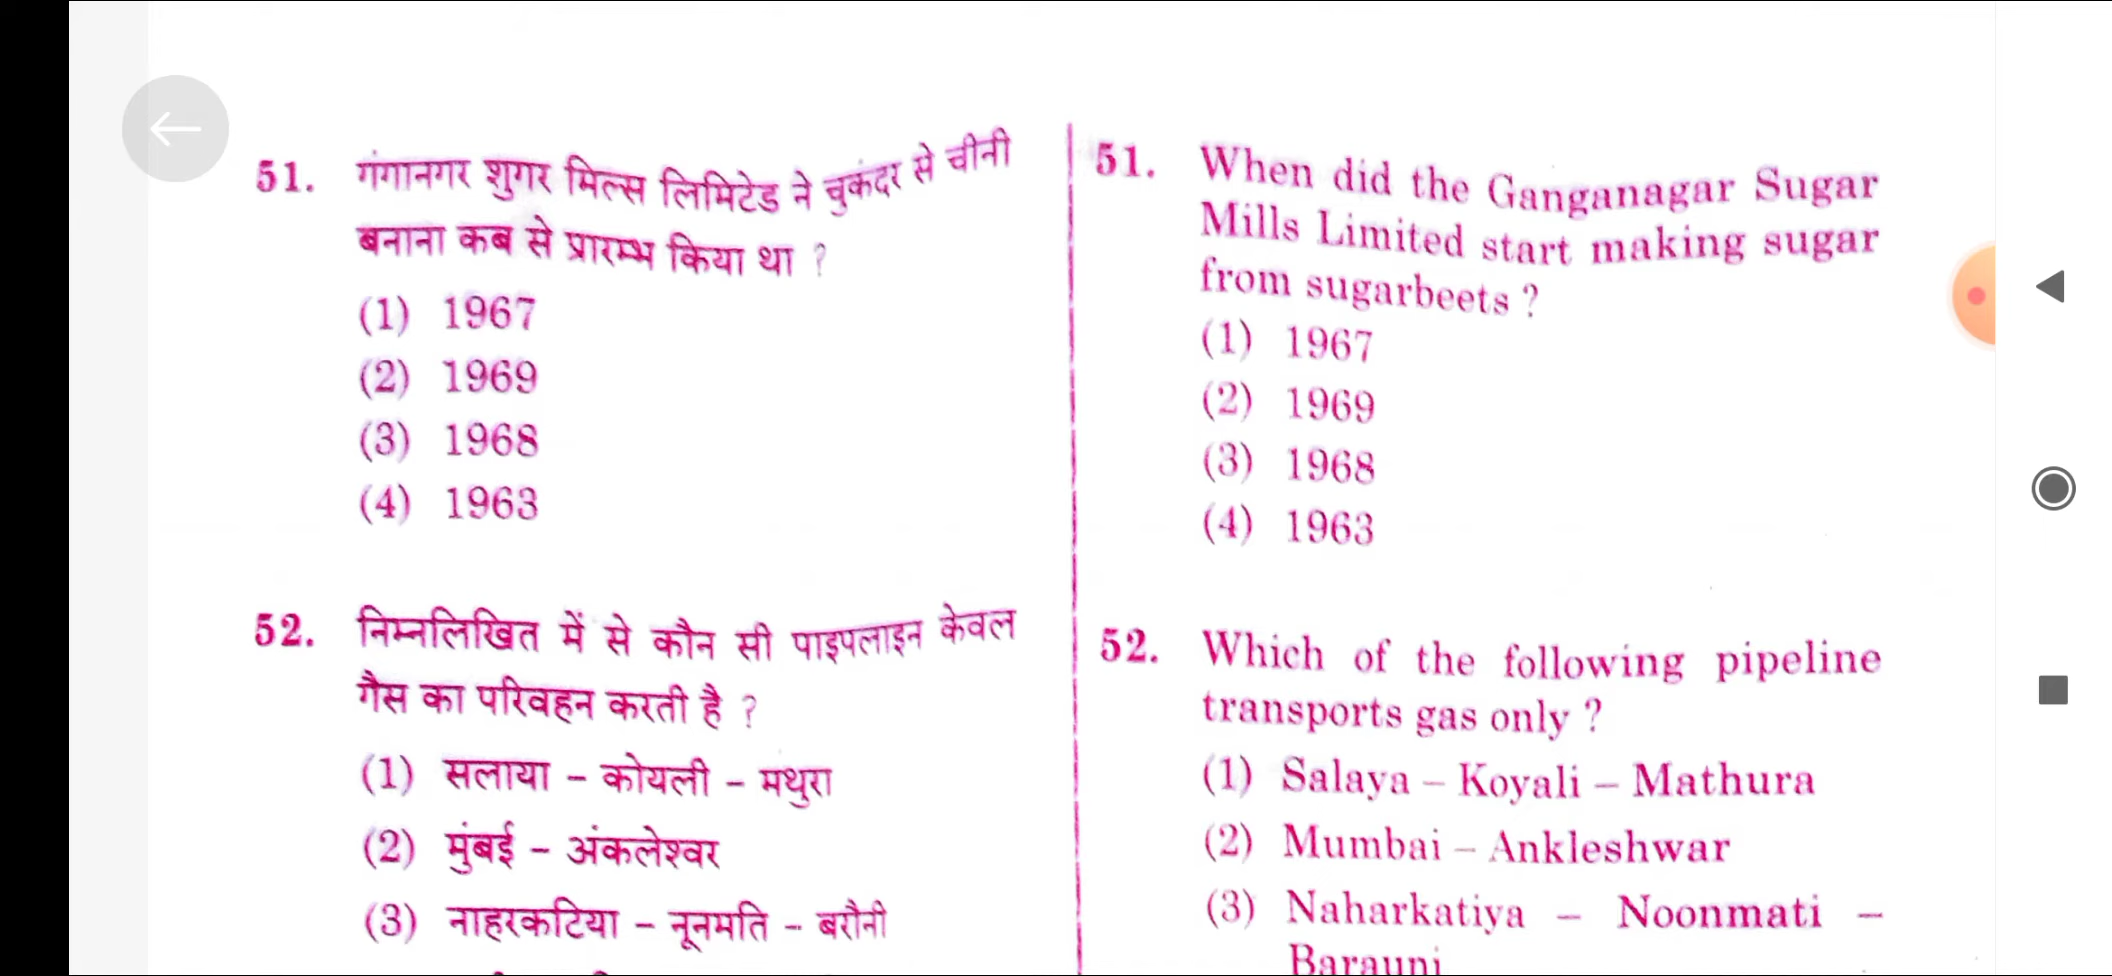 51. गंगानगर शुगर मिल्स लिमिटेड ने चुकंदर से चीनी
बनाना कब से प्रारम्भ किया था ?
(1) 1967
(2) 1969
(3) 1968
(4) 1963
52. निम्नलिखित में से कौन सी पाइपलाइन केवल
गैस का परिवहन करती है ?
(1) सलाया – कोयली – मथुरा
(2) मुंबई – अंकलेश्वर
(3) नाहरकटिया – नूनमति – बरौनी
51. When did the Ganganagar Sugar
Mills Limited start making sugar
from sugarbeets ?
(1) 1967
(2) 1969
(3) 1968
(4) 1963
52. Which of the following pipeline
transports gas only ?
(1) Salaya – Koyali – Mathura
(2) Mumbai – Ankleshwar
(3) Naharkatiya – Noonmati –
Barauni